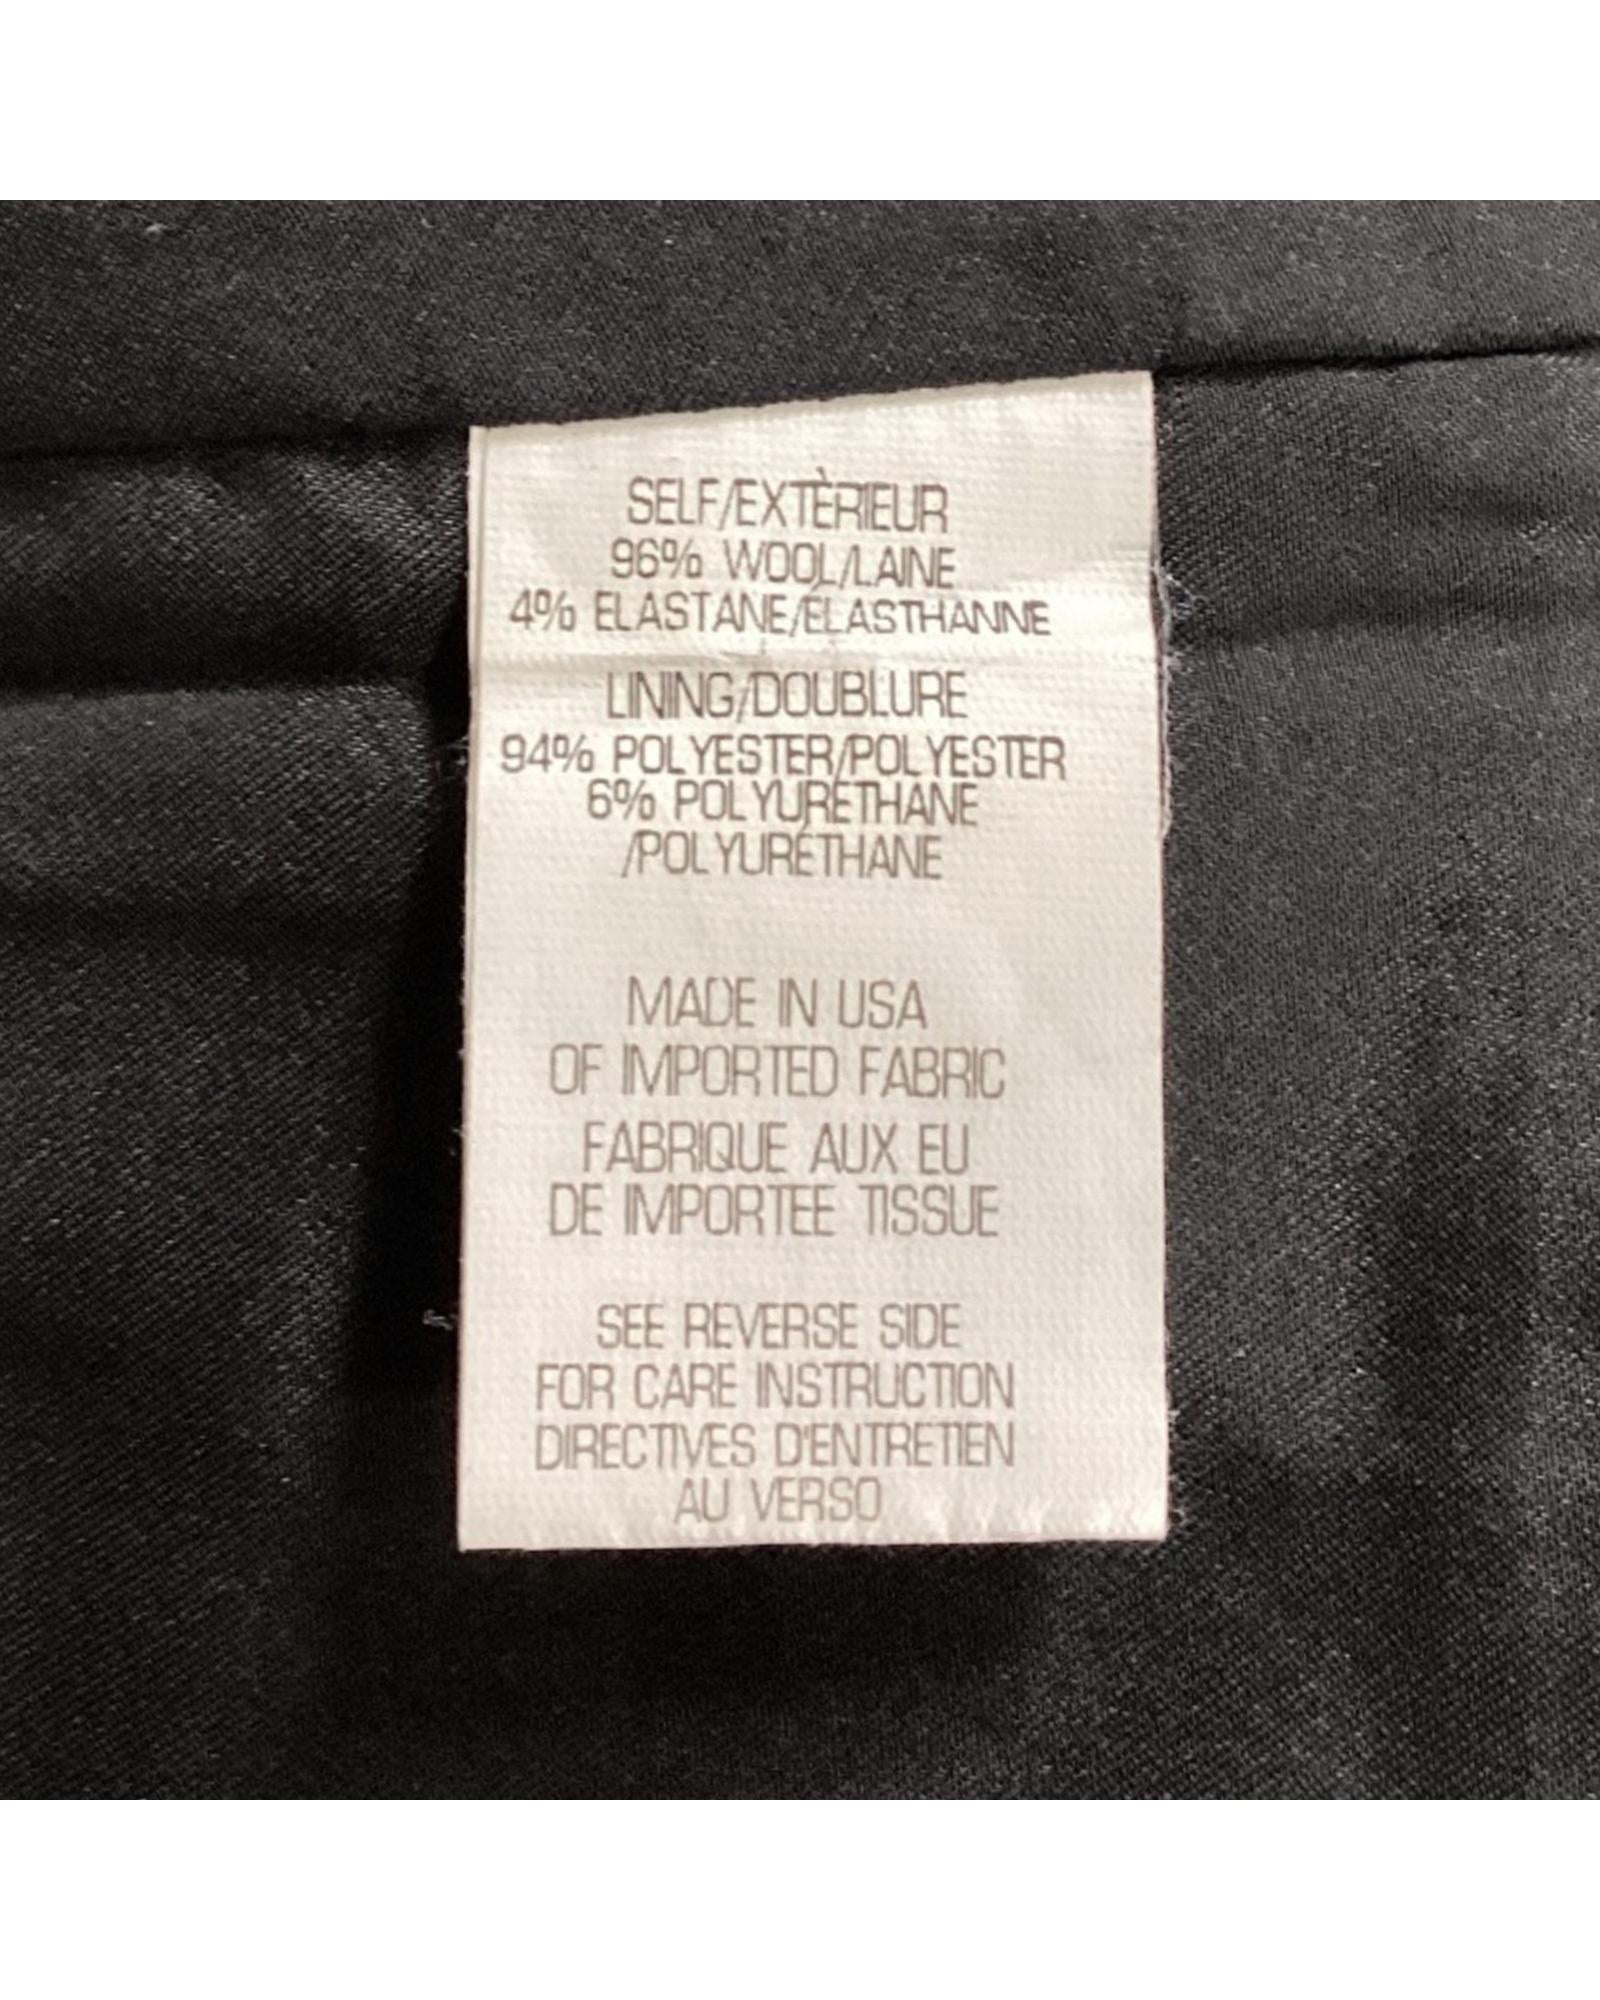 SELF/EXTÈRIEUR
96% WOOL/LAINE
4% ELASTANE/ÉLASTHANNE
LINING/DOUBLURE
94% POLYESTER/POLYESTER
6% POLYURETHANE
/POLYURÉTHANE
MADE IN USA
OF IMPORTED FABRIC
FABRIQUE AUX EU
DE IMPORTEE TISSUE
SEE REVERSE SIDE
FOR CARE INSTRUCTION
DIRECTIVES D'ENTRETIEN
AU VERSO